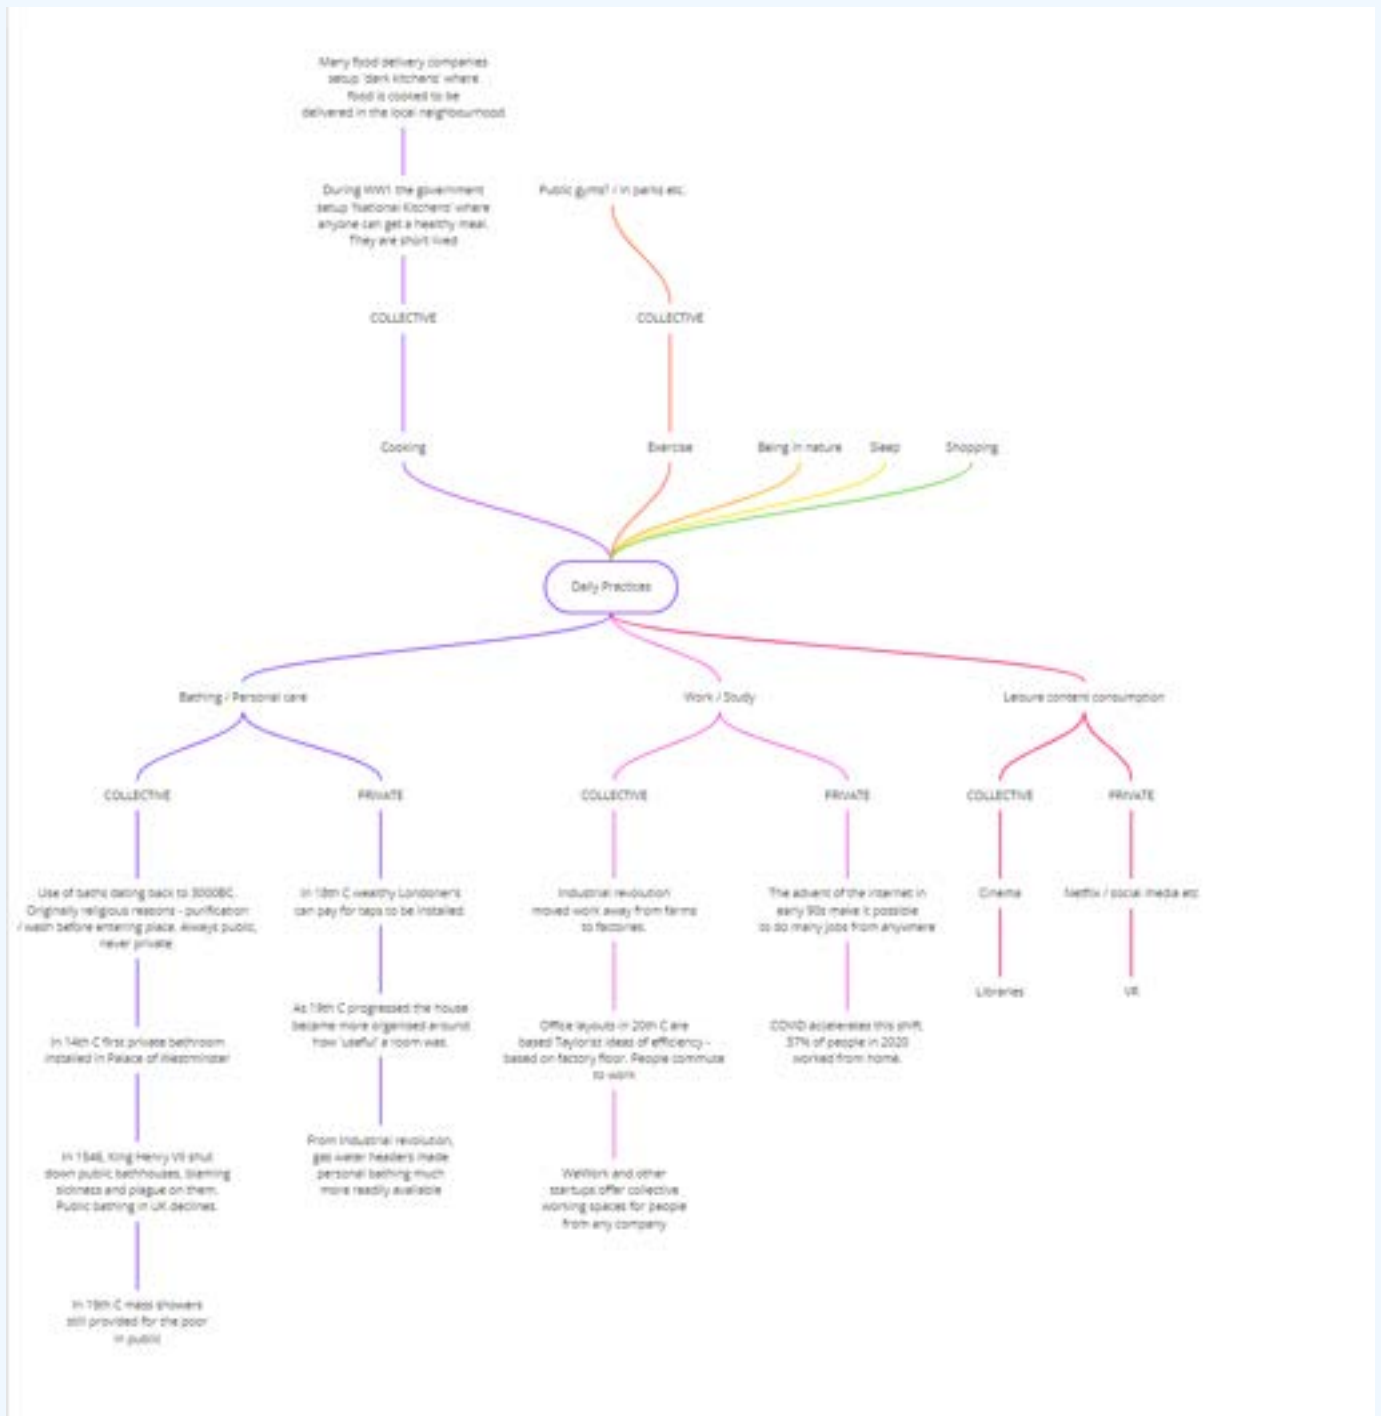 Many food delivery companies
setup 'dark kitchens' where
food is cooked to be
delivered in the local neighbourhood
During WW1 the government
setup 'National Kitchens' where
anyone can get a healthy meal.
They are short lived
Public gyms? / in parks etc.
COLLECTIVE
COLLECTIVE
Cooking
Exercise
Being in nature
Sleep
Shopping
Daily Practices
Bathing / Personal care
Work / Study
Leisure content consumption
COLLECTIVE
PRIVATE
COLLECTIVE
PRIVATE
COLLECTIVE
PRIVATE
Use of baths dating back to 3000BC.
Originally religious reasons - purification
/ wash before entering place. Always public,
never private
In 14th C first private bathroom
installed in Palace of Westminster
In 1546, King Henry VII shut
down public bathhouses, blaming
sickness and plague on them.
Public bathing in UK declines.
In C mass showers
still provided for the poor
in public
In C wealthy Londoner's
can pay for taps to be installed
As 19th C progressed the house
became more organised around
how 'useful' a room was.
From industrial revolution,
gas water headers made
personal bathing much
more readily available
Industrial revolution
moved work away from farms
to factories.
Office layouts in 20th C are
based Taylorist ideas of efficiency -
based on factory floor. People commute
to work
WeWork and other
startups offer collective
working spaces for people
from any company
The advent of the internet in
early 90s make it possible
to do many jobs from anywhere
COVID accelerates this shift.
37% of people in 2020
worked from home.
Cinema
Libraries
Netflix / social media etc
VR